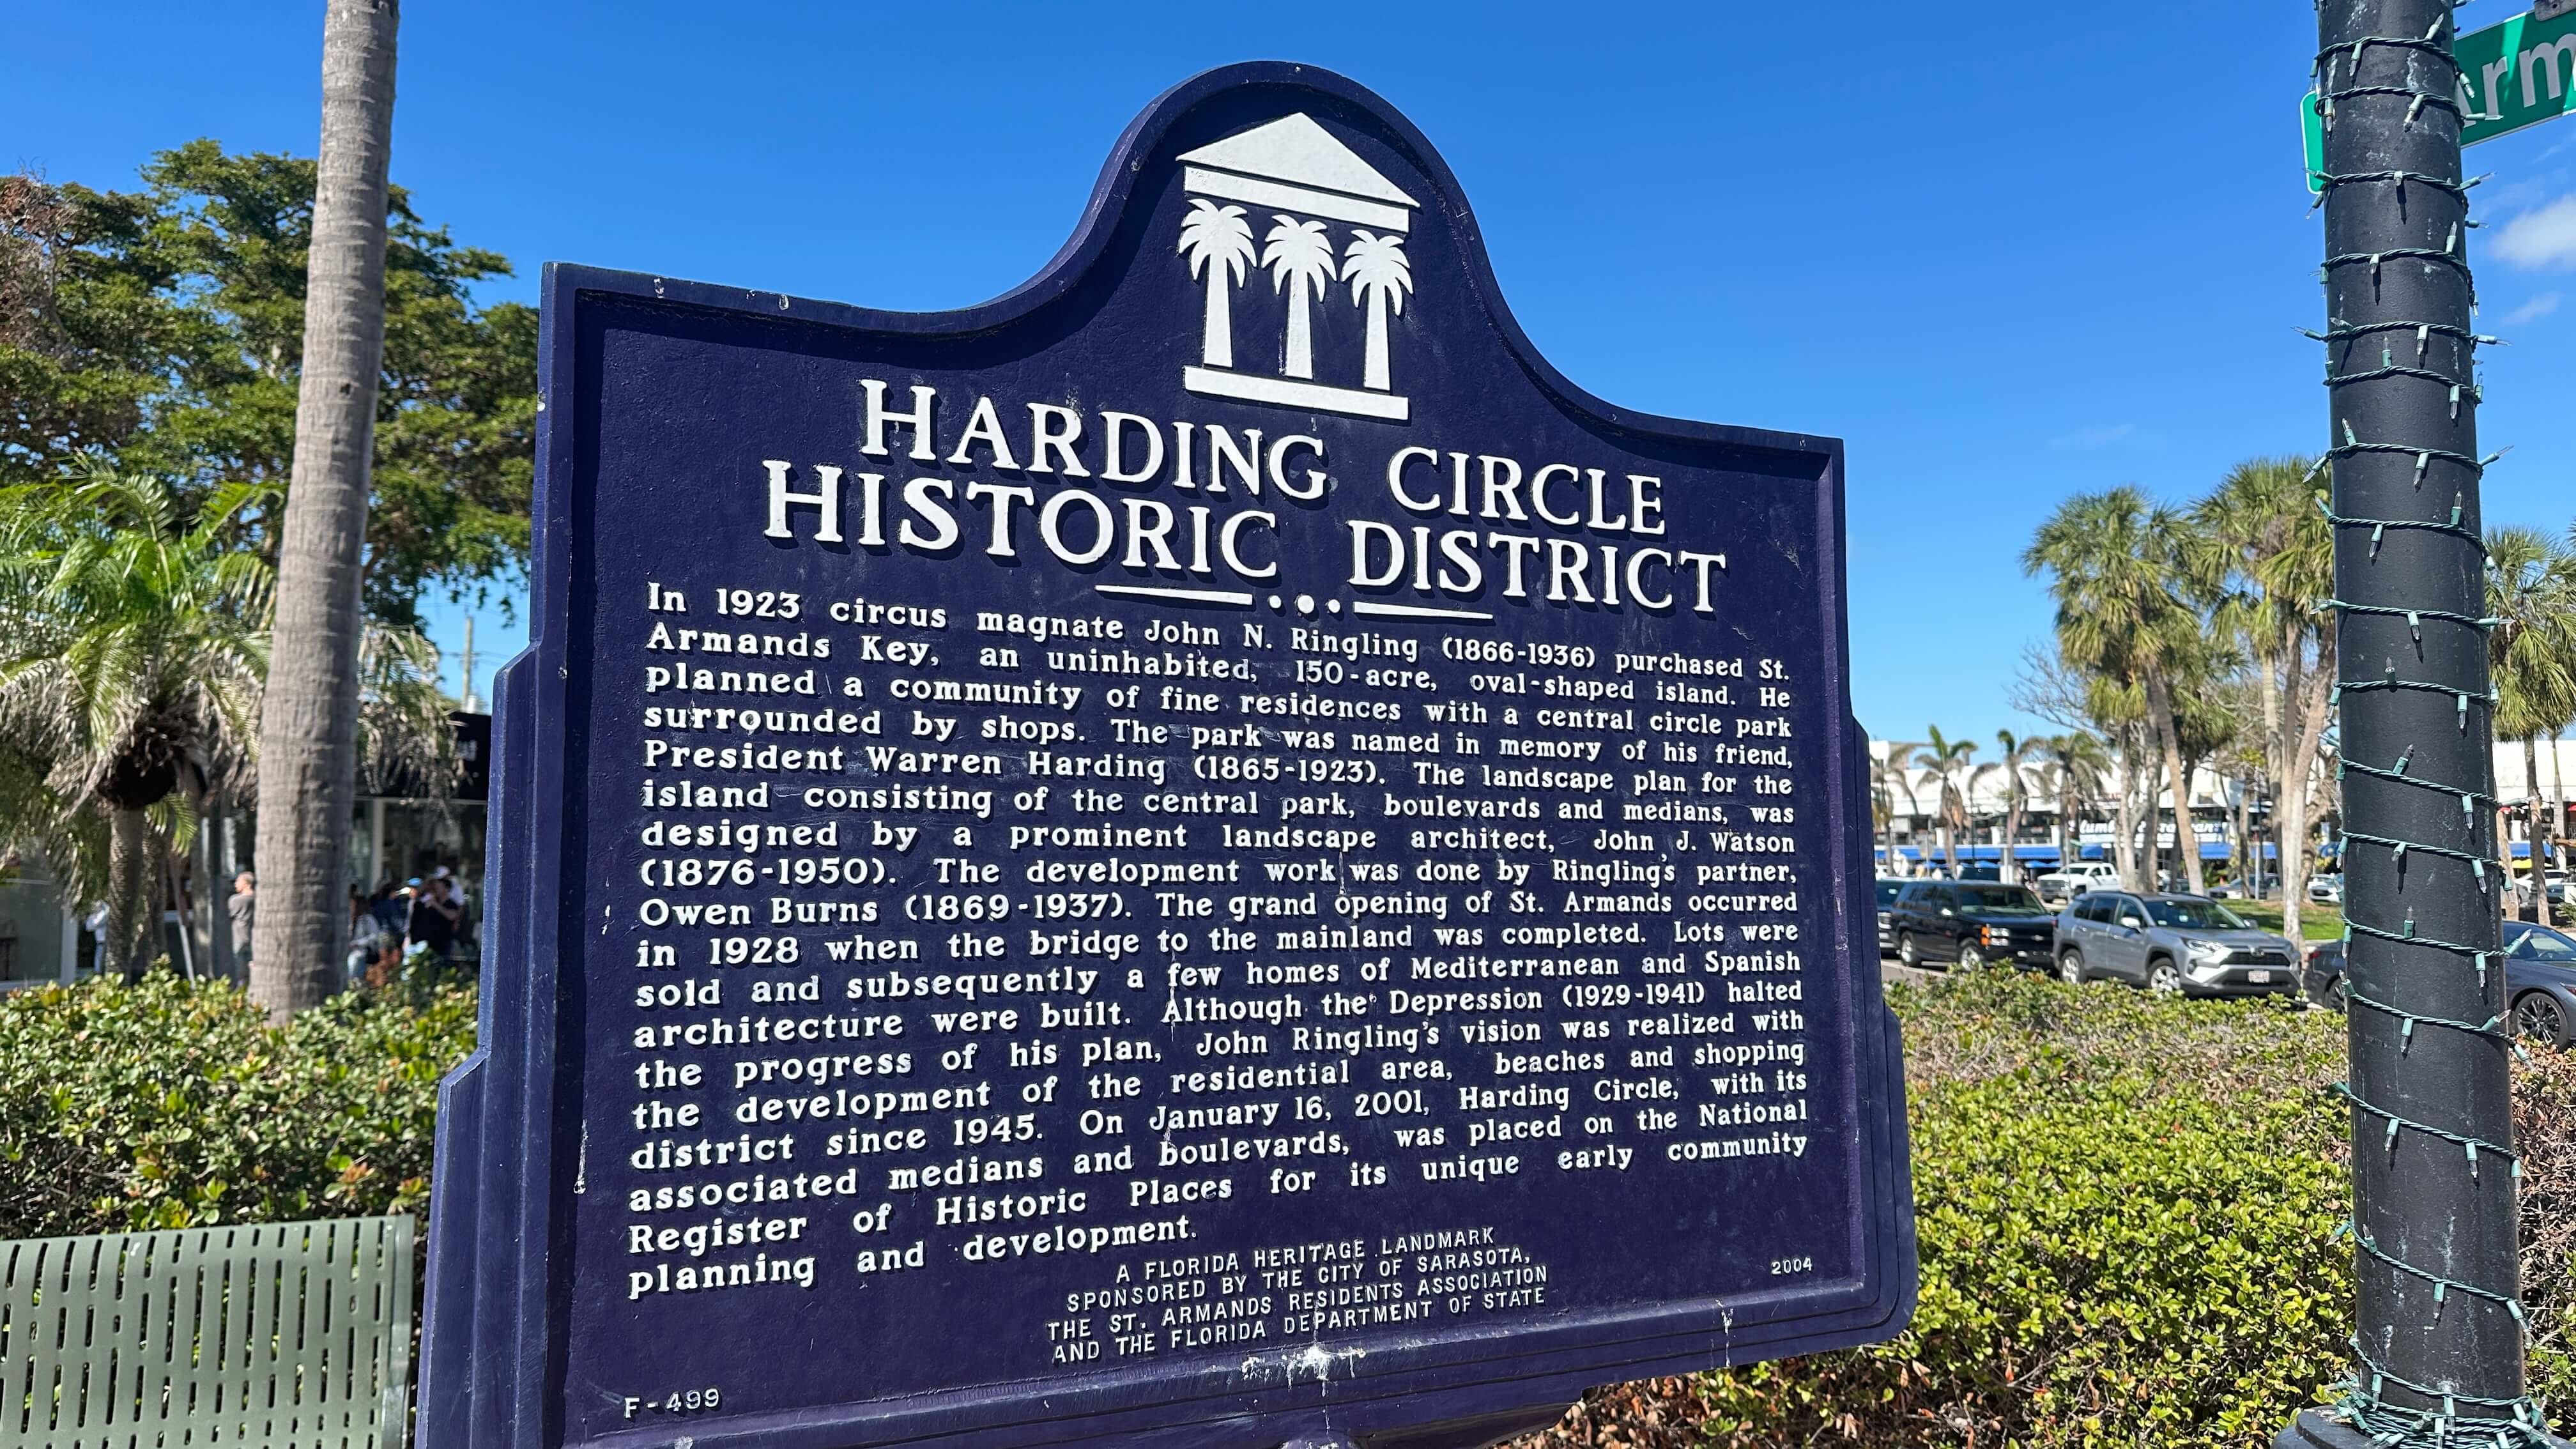 HARDING CIRCLE
HISTORIC DISTRICT
In 1923 circus magnate John N. Ringling (1866-1936) purchased St.
Armands Key, an uninhabited, 150-acre, oval-shaped island. He
planned a community of fine residences with a central circle park
surrounded by shops. The park was named in memory of his friend,
President Warren Harding (1865-1923). The landscape plan for the
island consisting of the central park, boulevards and medians, was
designed by a prominent landscape architect, John J. Watson
(1876-1950). The development work was done by Ringling's partner,
Owen Burns (1869-1937). The grand opening of St. Armands occurred
in 1928 when the bridge to the mainland was completed. Lots were
sold and subsequently a few homes of Mediterranean and Spanish
architecture were built. Although the Depression (1929-1941) halted
the progress of his plan, John Ringling's vision was realized with
the development of the residential area, beaches and shopping
district since 1945. On January 16, 2001, Harding Circle, with its
associated medians and boulevards, was placed on the National
Register of Historic Places for its unique early community
planning and development.
A FLORIDA HERITAGE LANDMARK
SPONSORED BY THE CITY OF SARASOTA,
THE ST. ARMANDS RESIDENTS ASSOCIATION
AND THE FLORIDA DEPARTMENT OF STATE
2004
F-499
Arm